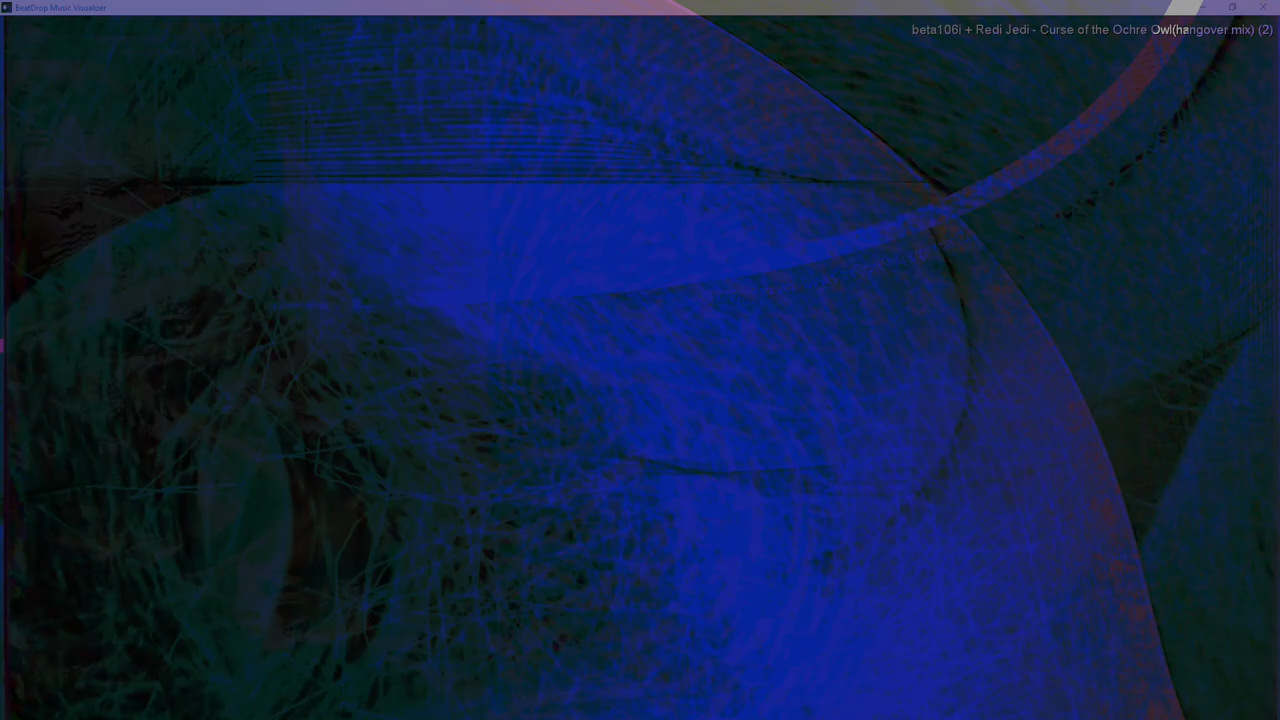 BeatDrop Music Visualizer
beta106i + Redi Jedi - Curse of the Ochre Owl(hangover mix) (2)